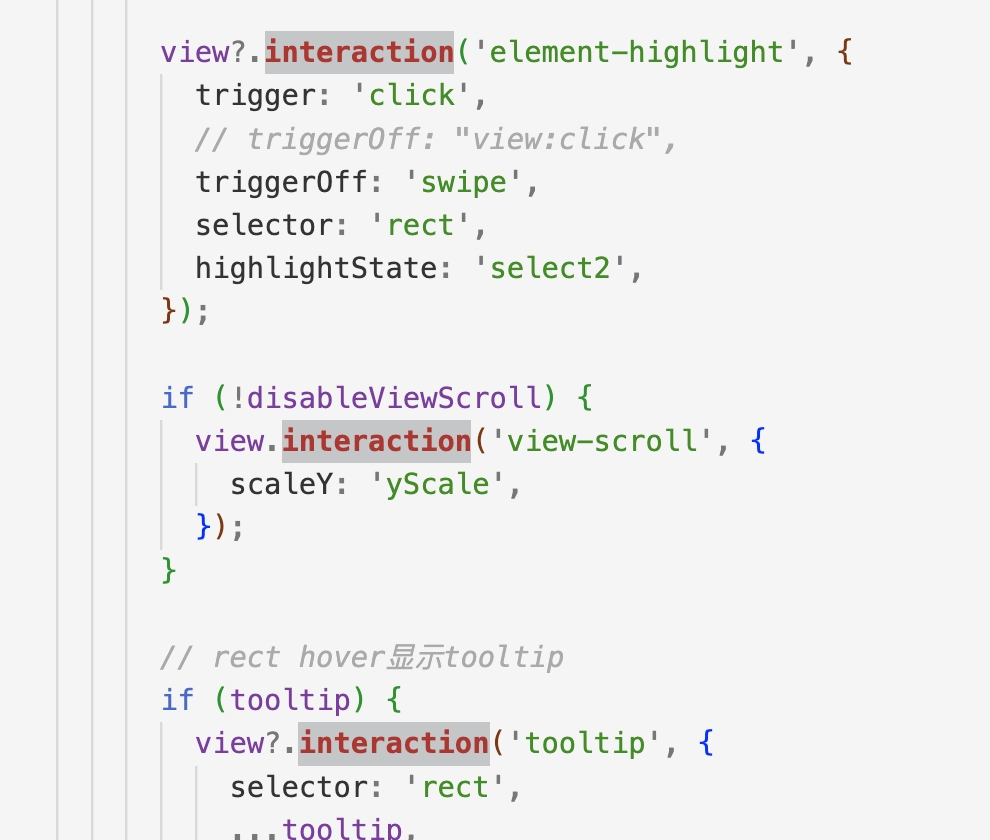 view?.interaction('element-highlight', {
  trigger: 'click',
  // triggerOff: "view:click",
  triggerOff: 'swipe',
  selector: 'rect',
  highlightState: 'select2',
});
if (!disableViewScroll) {
  view.interaction('view-scroll', {
    scaleY: 'yScale',
  });
}
// rect hover显示tooltip
if (tooltip) {
  view?.interaction('tooltip', {
    selector: 'rect',
    ...tooltip,